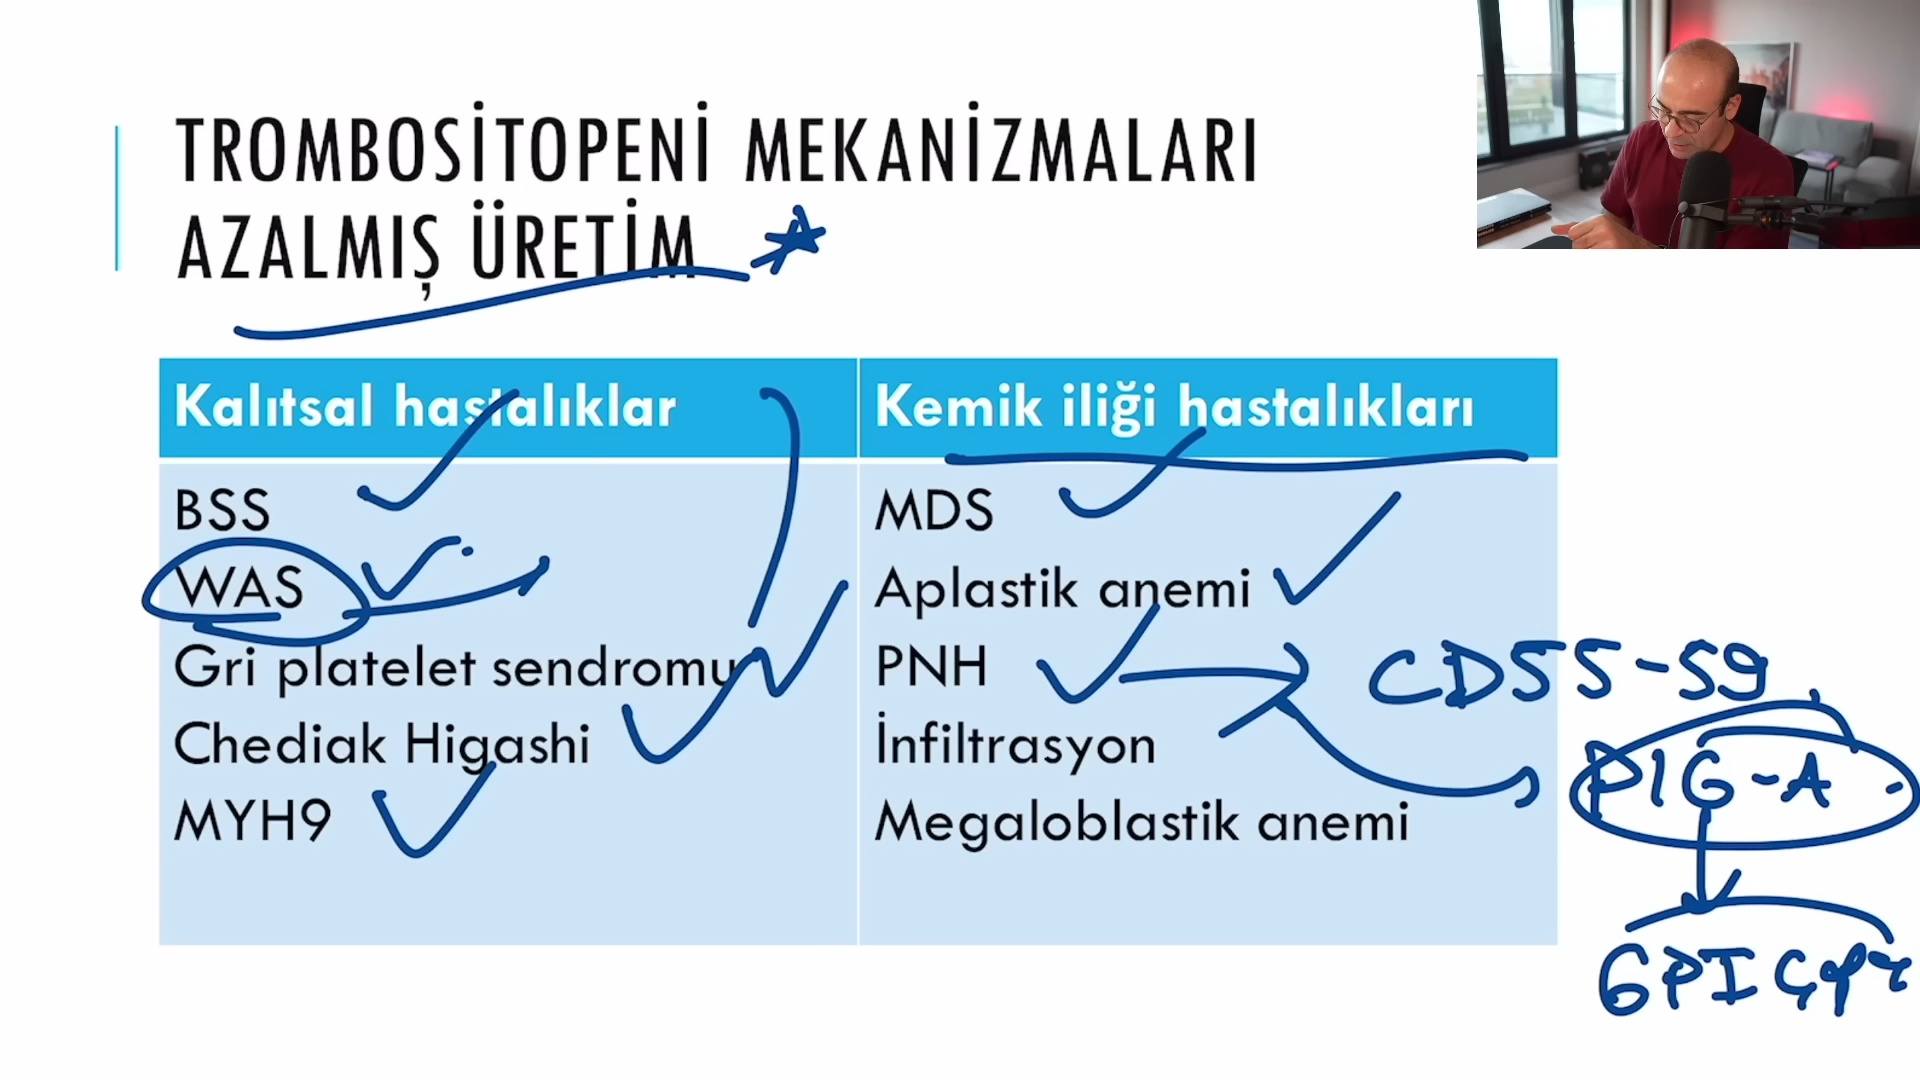 TROMBOSİTOPENİ MEKANİZMALARI
AZALMIŞ ÜRETİM
Kalıtsal hastalıklar
BSS
WAS
Gri platelet sendromu
Chediak Higashi
MYH9
Kemik iliği hastalıkları
MDS
Aplastik anemi
PNH
İnfiltrasyon
Megaloblastik anemi
CD55-59
PIG-A
GPI